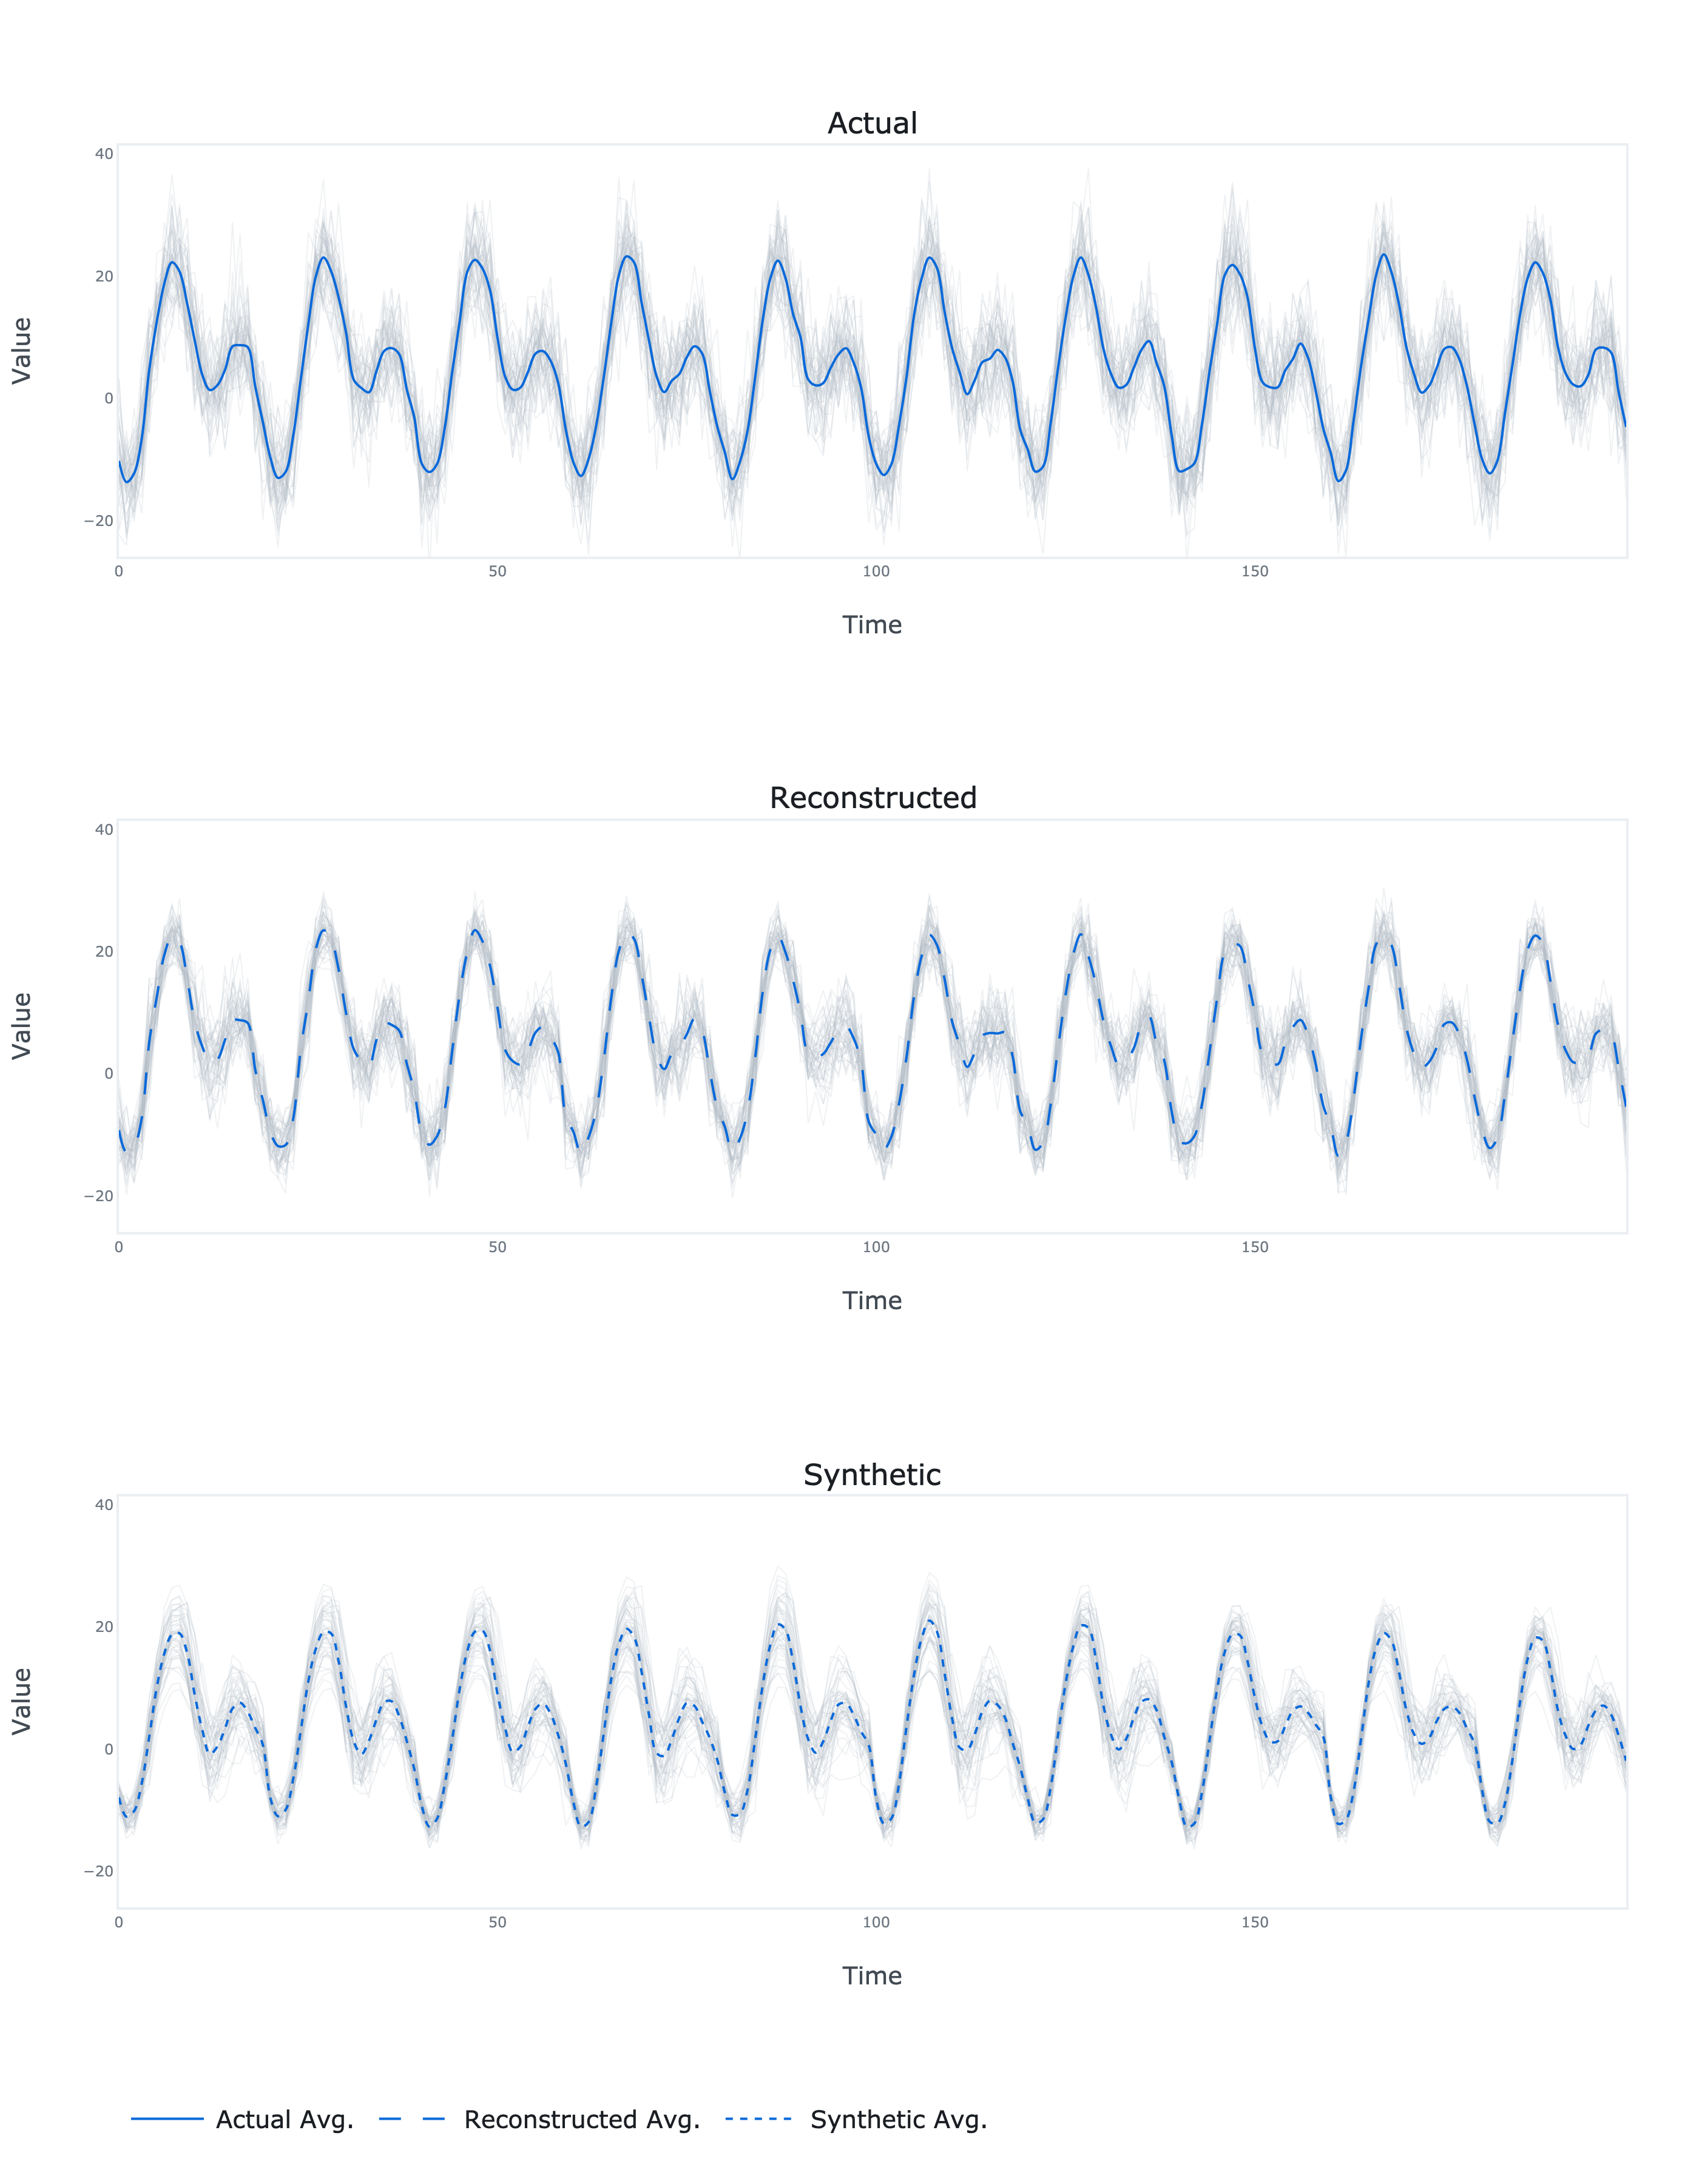 Actual
40
20
0
−20
Value
0 50 100 150
Time
Reconstructed
40
20
0
−20
Value
0 50 100 150
Time
Synthetic
40
20
0
−20
Value
0 50 100 150
Time
Actual Avg. Reconstructed Avg. Synthetic Avg.